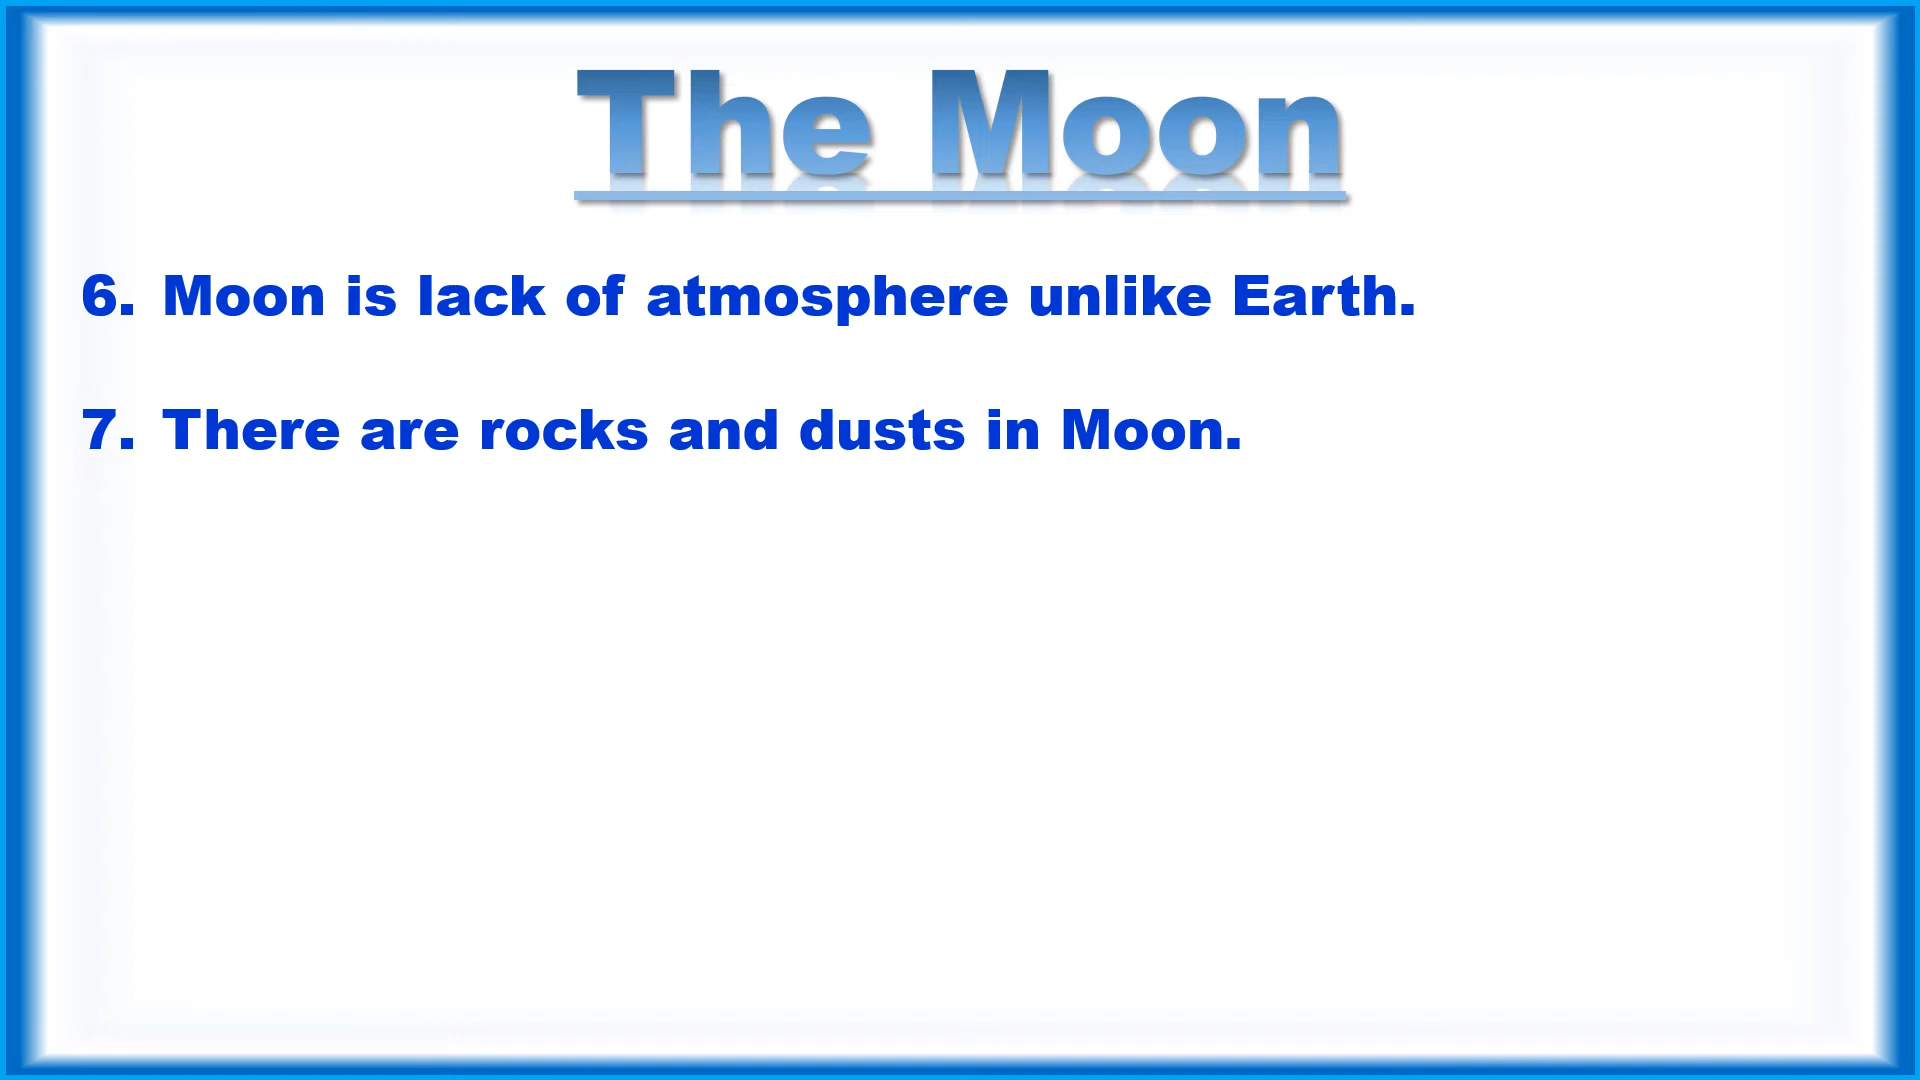 The Moon
6. Moon is lack of atmosphere unlike Earth.
7. There are rocks and dusts in Moon.